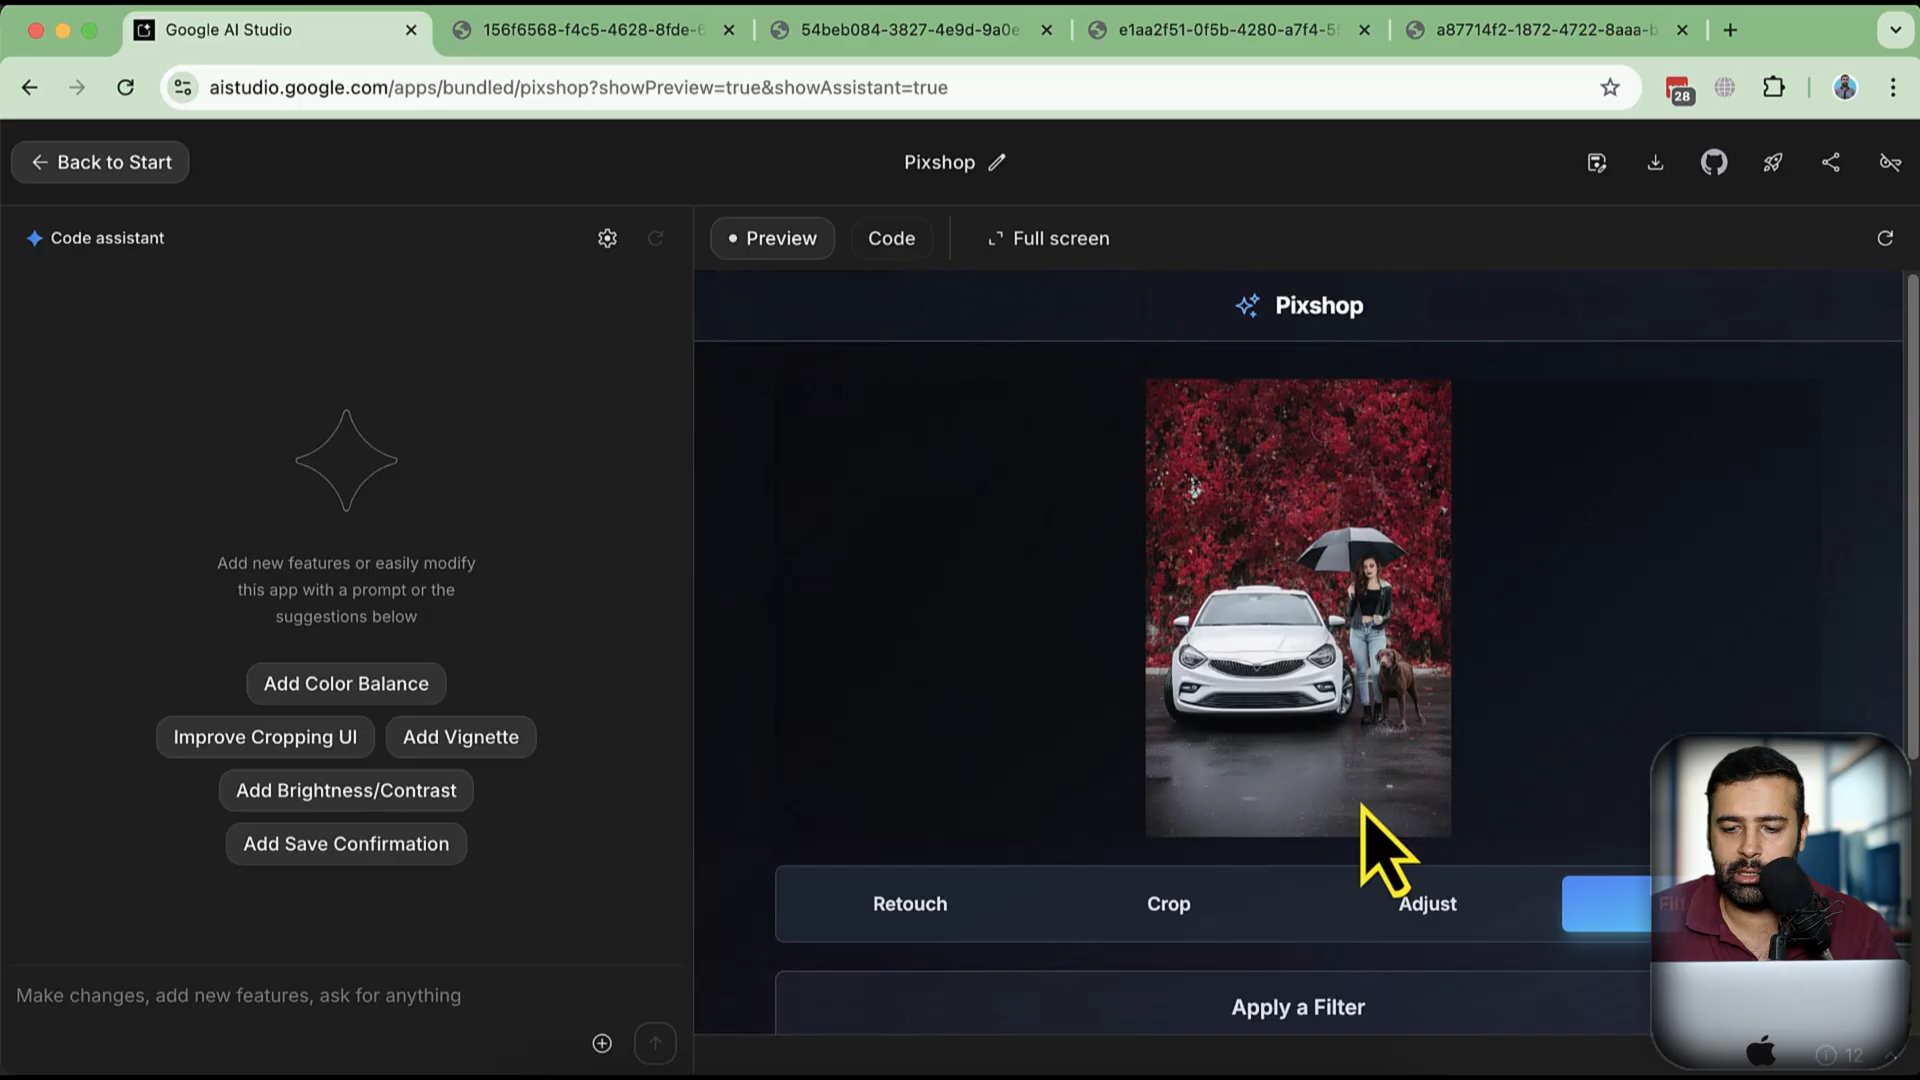 Google AI Studio
156f6568-f4c5-4628-8fde-6
54beb084-3827-4e9d-9a0e
e1aa2f51-0f5b-4280-a7f4-5
a87714f2-1872-4722-8aaa-b
aistudio.google.com/apps/bundled/pixshop?showPreview=true&showAssistant=true
28
Back to Start
Pixshop
Code assistant
Preview
Code
Full screen
Pixshop
Add new features or easily modify
this app with a prompt or the
suggestions below
Add Color Balance
Improve Cropping UI
Add Vignette
Add Brightness/Contrast
Add Save Confirmation
Retouch
Crop
Adjust
Apply a Filter
Make changes, add new features, ask for anything
12